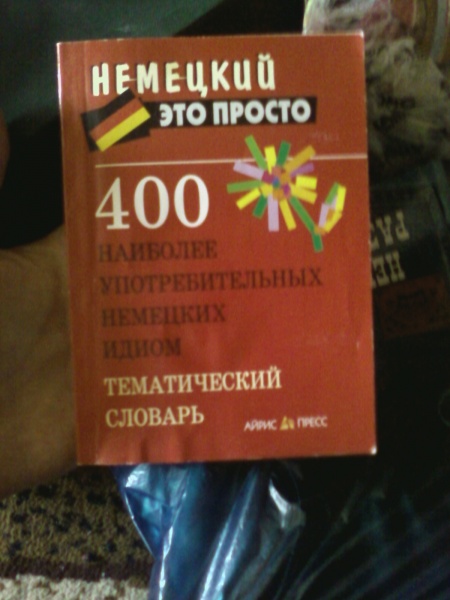 НЕМЕЦКИЙ
ЭТО ПРОСТО
400
НАИБОЛЕЕ
УПОТРЕБИТЕЛЬНЫХ
НЕМЕЦКИХ
ИДИОМ
ТЕМАТИЧЕСКИЙ
СЛОВАРЬ
АЙРИС ПРЕСС